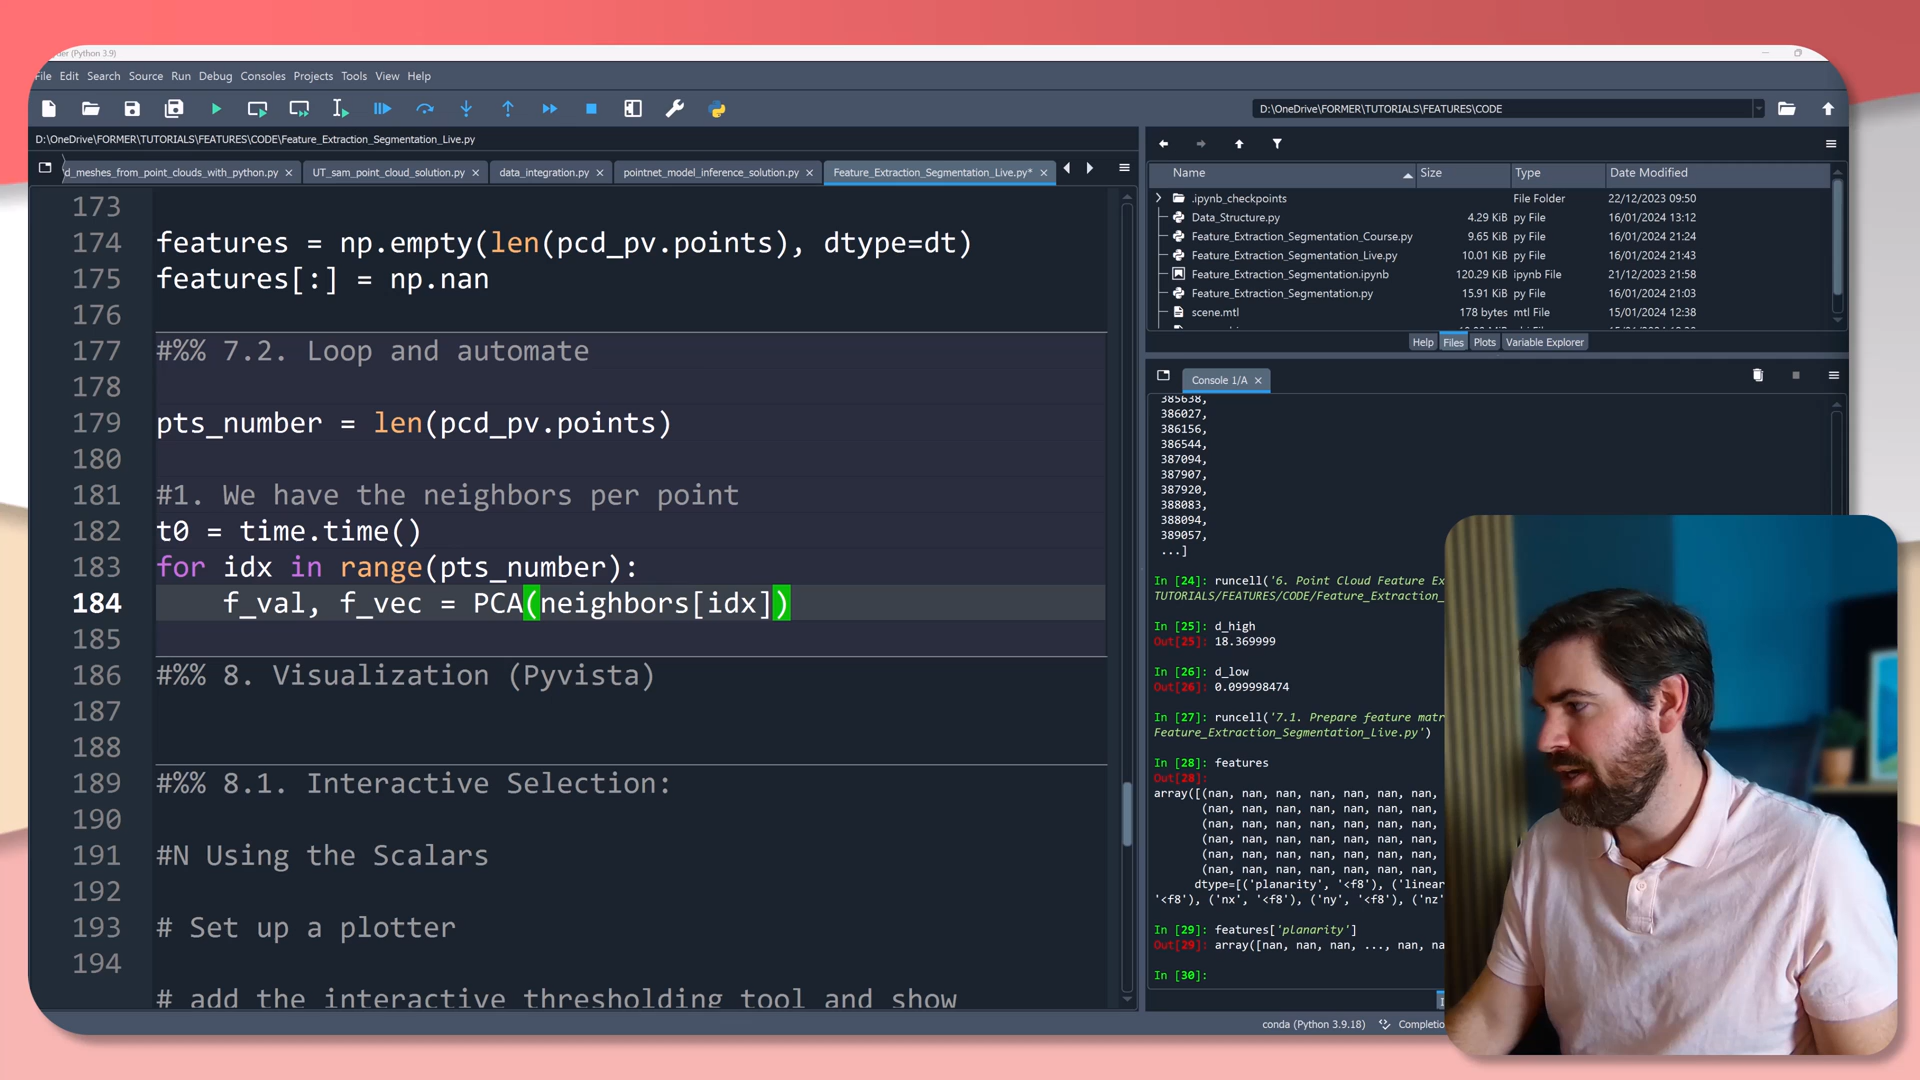 (Python 3.9)
File Edit Search Source Run Debug Consoles Projects Tools View Help
D:\OneDrive\FORMER\TUTORIALS\FEATURES\CODE
D:\OneDrive\FORMER\TUTORIALS\FEATURES\CODE\Feature_Extraction_Segmentation_Live.py
d_meshes_from_point_clouds_with_python.py
UT_sam_point_cloud_solution.py
data_integration.py
pointnet_model_inference_solution.py
Feature_Extraction_Segmentation_Live.py*
173
174 features = np.empty(len(pcd_pv.points), dtype=dt)
175 features[:] = np.nan
176
177 #%% 7.2. Loop and automate
178
179 pts_number = len(pcd_pv.points)
180
181 #1. We have the neighbors per point
182 t0 = time.time()
183 for idx in range(pts_number):
184 f_val, f_vec = PCA(neighbors[idx])
185
186 #%% 8. Visualization (Pyvista)
187
188
189 #%% 8.1. Interactive Selection:
190
191 #N Using the Scalars
192
193 # Set up a plotter
194
# add the interactive thresholding tool and show
Name Size Type Date Modified
.ipynb_checkpoints File Folder 22/12/2023 09:50
Data_Structure.py 4.29 KiB py File 16/01/2024 13:12
Feature_Extraction_Segmentation_Course.py 9.65 KiB py File 16/01/2024 21:24
Feature_Extraction_Segmentation_Live.py 10.01 KiB py File 16/01/2024 21:43
Feature_Extraction_Segmentation.ipynb 120.29 KiB ipynb File 21/12/2023 21:58
Feature_Extraction_Segmentation.py 15.91 KiB py File 16/01/2024 21:03
scene.mtl 178 bytes mtl File 15/01/2024 12:38
Help Files Plots Variable Explorer
Console 1/A
385638,
386027,
386156,
386544,
387094,
387907,
387920,
388083,
388094,
389057,
...]
In [24]: runcell('6. Point Cloud Feature Ex
TUTORIALS/FEATURES/CODE/Feature_Extraction_
In [25]: d_high
Out[25]: 18.369999
In [26]: d_low
Out[26]: 0.099998474
In [27]: runcell('7.1. Prepare feature matr
Feature_Extraction_Segmentation_Live.py')
In [28]: features
Out[28]:
array([(nan, nan, nan, nan, nan, nan, nan,
(nan, nan, nan, nan, nan, nan, nan,
(nan, nan, nan, nan, nan, nan, nan,
(nan, nan, nan, nan, nan, nan, nan,
(nan, nan, nan, nan, nan, nan, nan,
(nan, nan, nan, nan, nan, nan, nan,
dtype=[('planarity', '<f8'), ('linear
'<f8'), ('nx', '<f8'), ('ny', '<f8'), ('nz'
In [29]: features['planarity']
Out[29]: array([nan, nan, nan, ..., nan, na
In [30]:
conda (Python 3.9.18) Completio